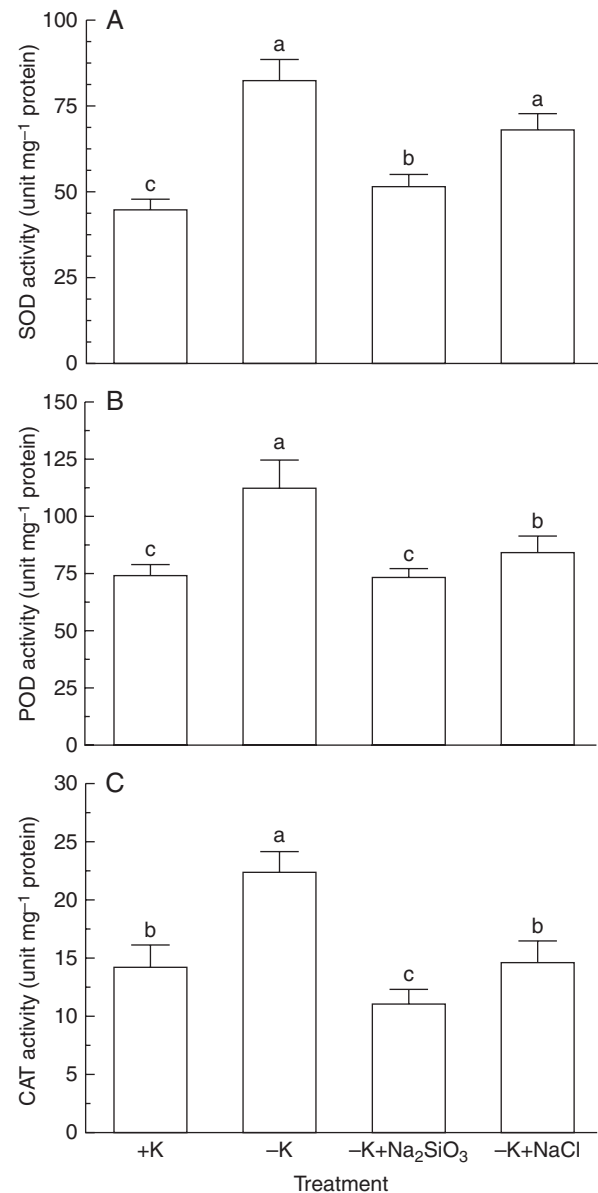 A
SOD activity (unit mg⁻¹ protein)
100
75
50
25
0
c
a
b
a
B
POD activity (unit mg⁻¹ protein)
150
125
100
75
50
25
0
c
a
c
b
C
CAT activity (unit mg⁻¹ protein)
30
25
20
15
10
5
0
b
a
c
b
+K –K –K+Na₂SiO₃ –K+NaCl
Treatment